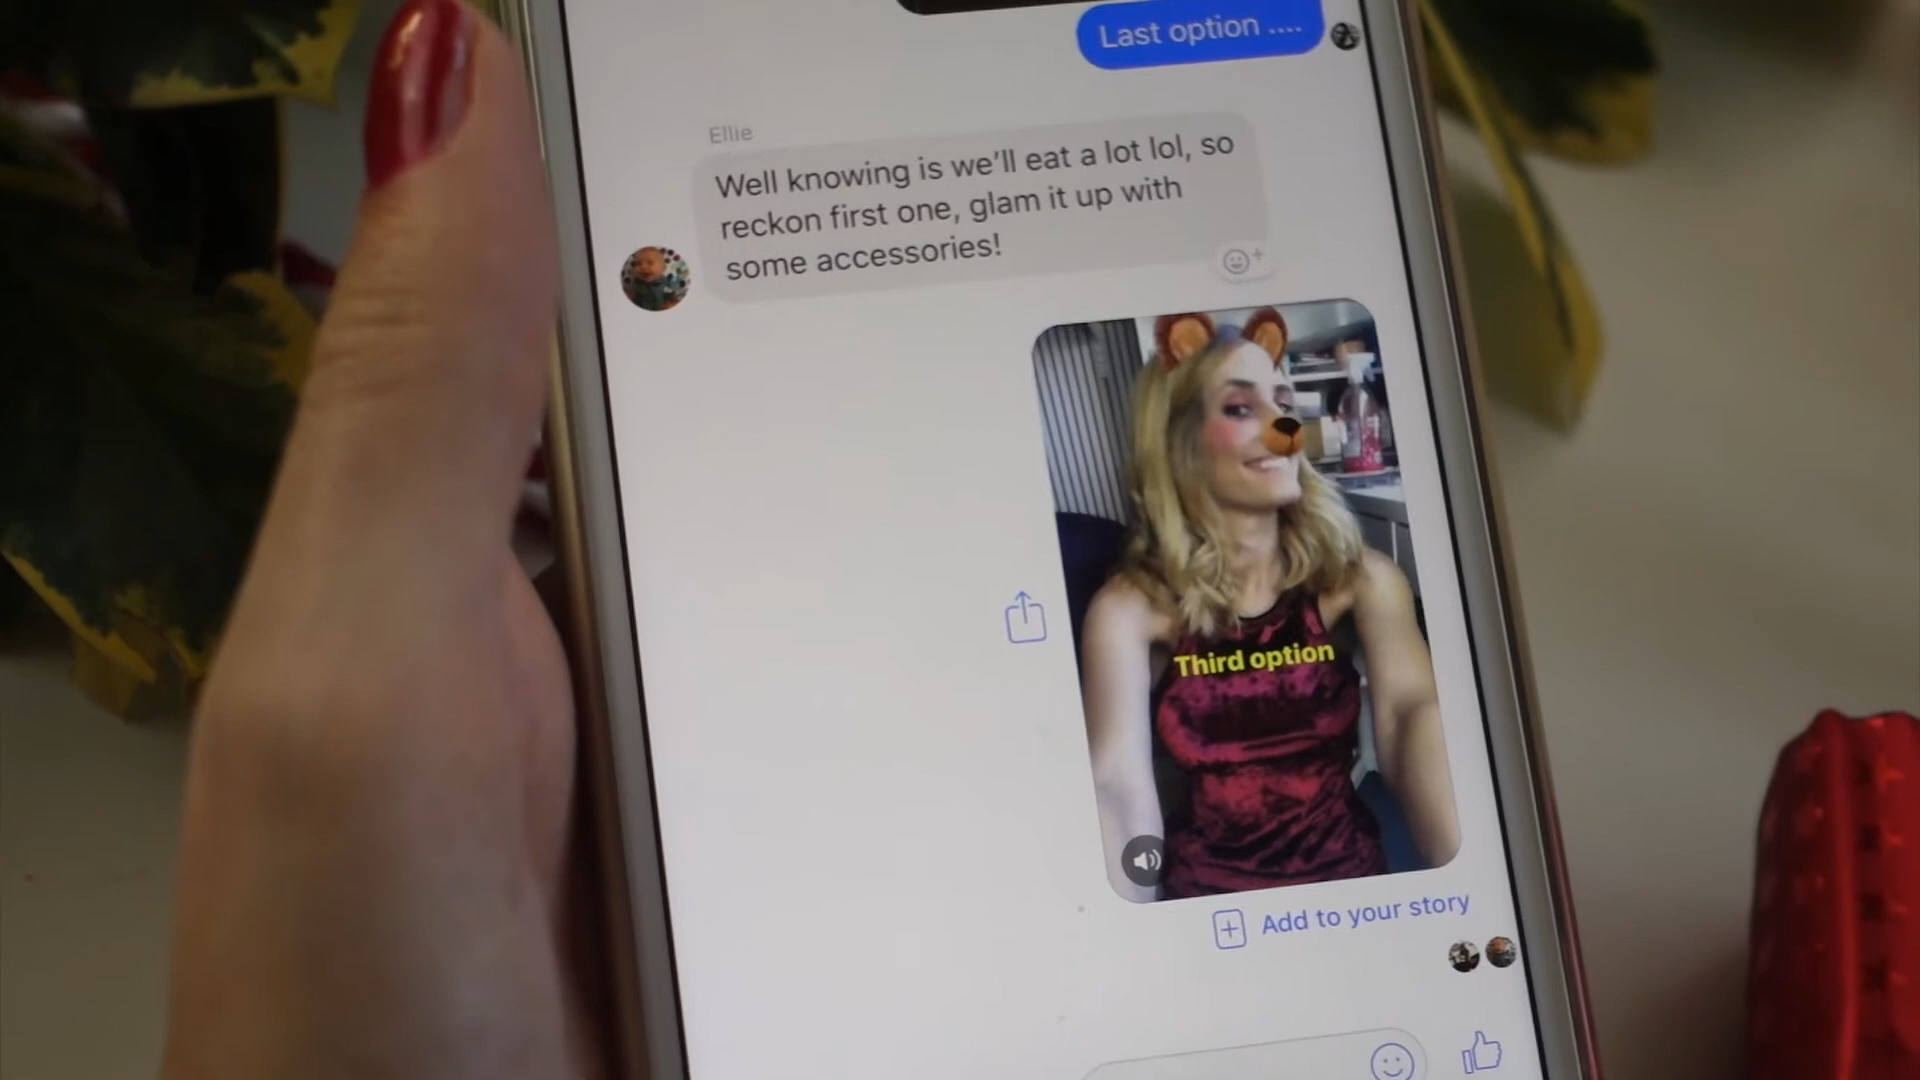 Last option ....
Ellie
Well knowing is we'll eat a lot lol, so
reckon first one, glam it up with
some accessories!
Third option
Add to your story